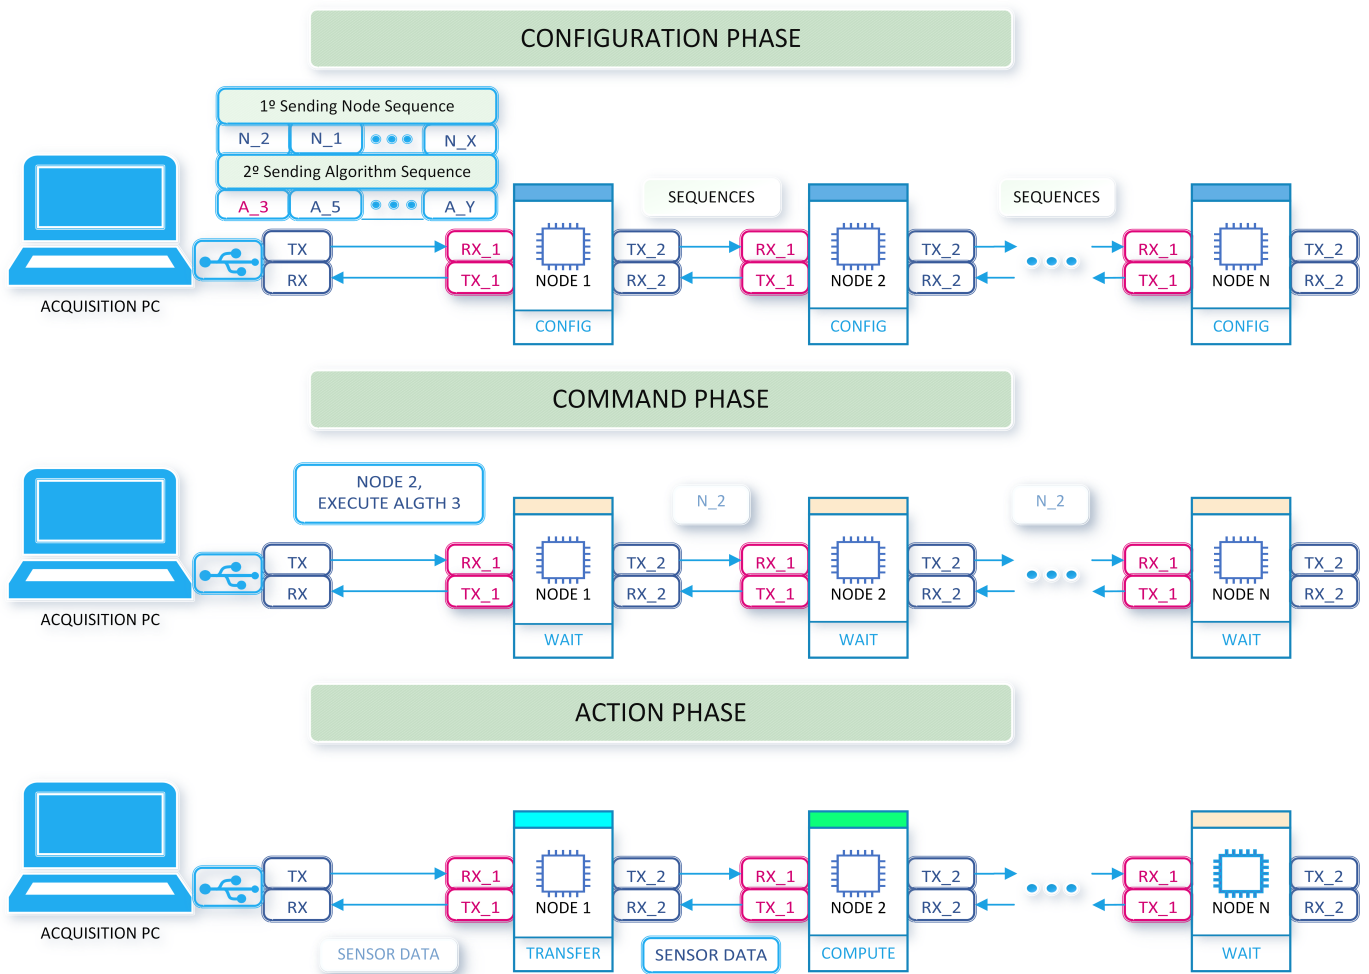 CONFIGURATION PHASE
1º Sending Node Sequence
N_2 N_1 N_X
2º Sending Algorithm Sequence
A_3 A_5 A_Y
SEQUENCES SEQUENCES
TX RX_1 TX_2 RX_1 TX_2 RX_1 TX_2
RX TX_1 NODE 1 RX_2 TX_1 NODE 2 RX_2 TX_1 NODE N RX_2
ACQUISITION PC
CONFIG CONFIG CONFIG
COMMAND PHASE
NODE 2,
EXECUTE ALGTH 3
N_2 N_2
TX RX_1 TX_2 RX_1 TX_2 RX_1 TX_2
RX TX_1 NODE 1 RX_2 TX_1 NODE 2 RX_2 TX_1 NODE N RX_2
ACQUISITION PC
WAIT WAIT WAIT
ACTION PHASE
TX RX_1 TX_2 RX_1 TX_2 RX_1 TX_2
RX TX_1 NODE 1 RX_2 TX_1 NODE 2 RX_2 TX_1 NODE N RX_2
ACQUISITION PC
SENSOR DATA TRANSFER SENSOR DATA COMPUTE WAIT